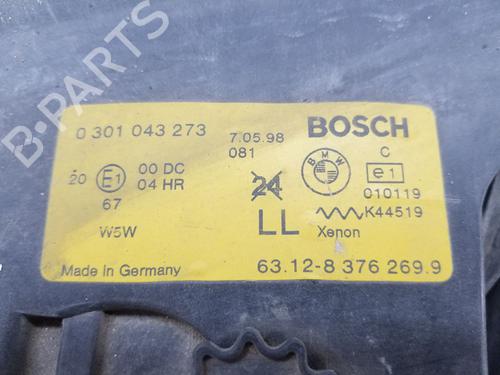 0 301 043 273
7.05.98
081
BOSCH
20
E1
00 DC
04 HR
67
W5W
24
LL
BMW
C
e1
010119
K44519
Xenon
Made in Germany
63.12-8 376 269.9
B-PARTS